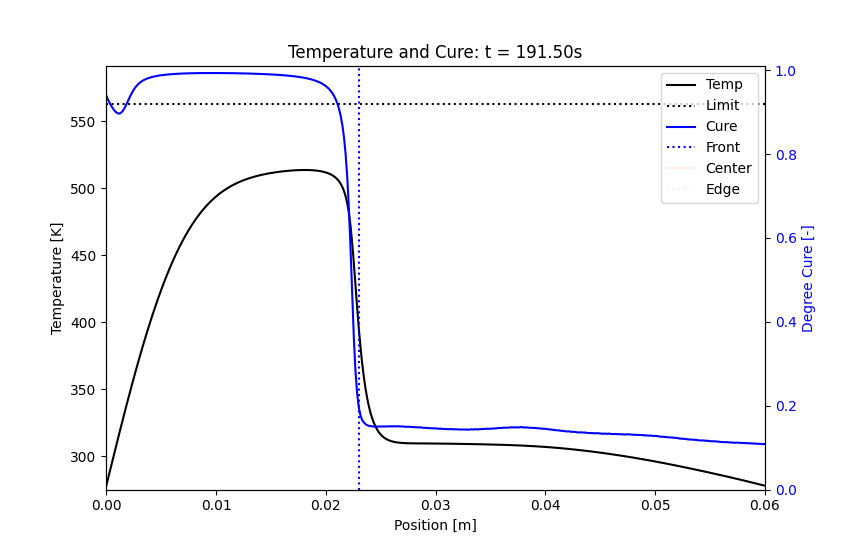 Temperature and Cure: t = 191.50s
Temp
Limit
Cure
Front
Center
Edge
Temperature [K]
550
500
450
400
350
300
Degree Cure [-]
1.0
0.8
0.6
0.4
0.2
0.0
0.00 0.01 0.02 0.03 0.04 0.05 0.06
Position [m]